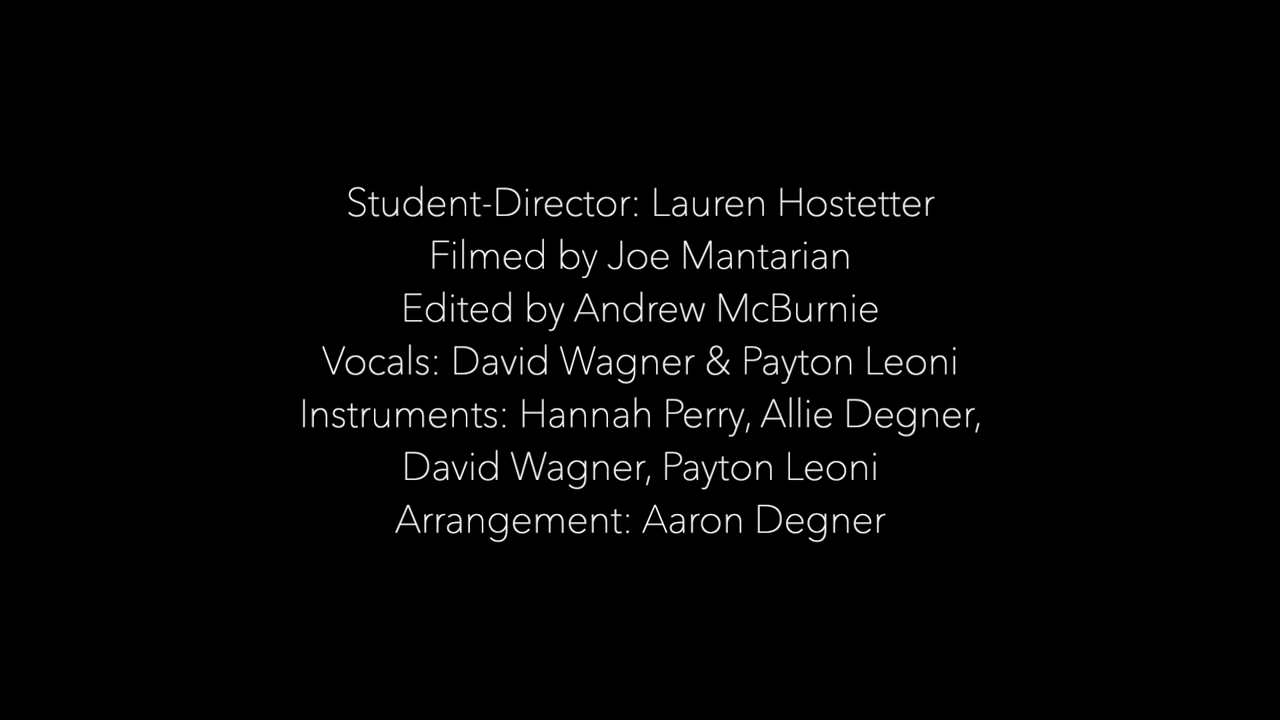 Student-Director: Lauren Hostetter
Filmed by Joe Mantarian
Edited by Andrew McBurnie
Vocals: David Wagner & Payton Leoni
Instruments: Hannah Perry, Allie Degner,
David Wagner, Payton Leoni
Arrangement: Aaron Degner